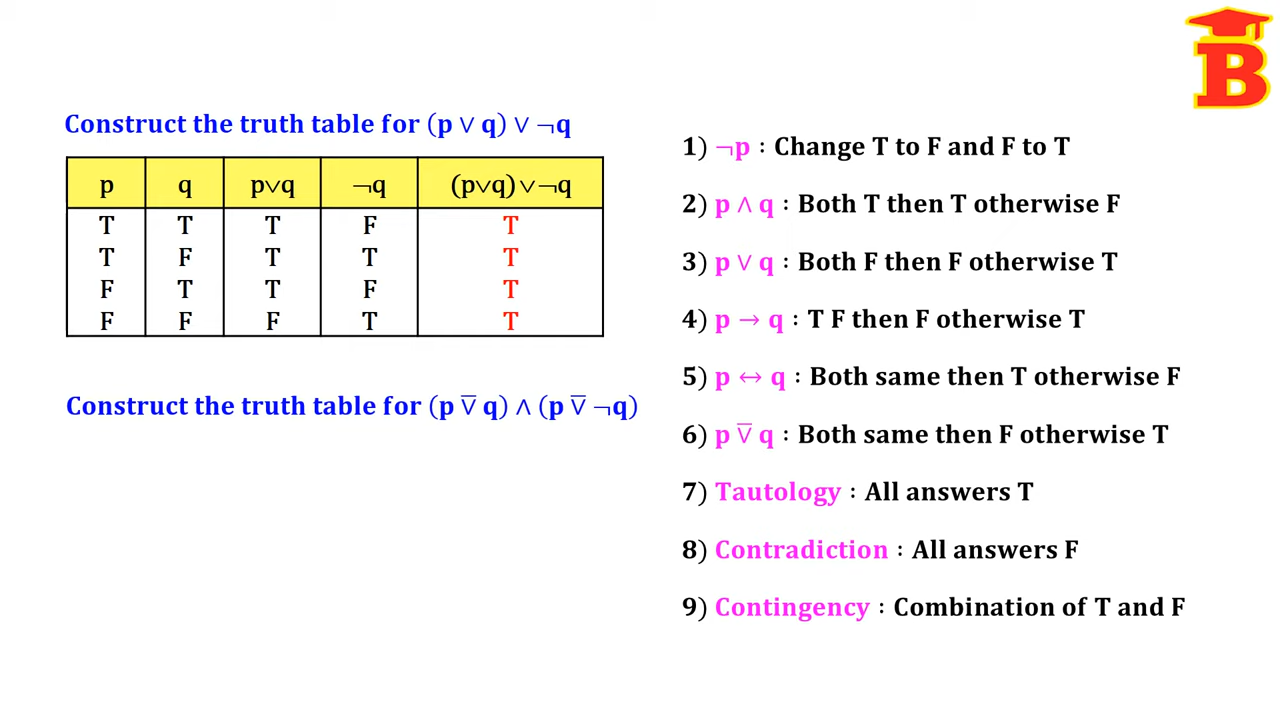 B
Construct the truth table for (p ∨ q) ∨ ¬q
p q p∨q ¬q (p∨q) ∨ ¬q
T T T F T
T F T T T
F T T F T
F F F T T
Construct the truth table for (p ⊽ q) ∧ (p ⊽ ¬q)
1) ¬p : Change T to F and F to T
2) p ∧ q : Both T then T otherwise F
3) p ∨ q : Both F then F otherwise T
4) p → q : T F then F otherwise T
5) p ↔ q : Both same then T otherwise F
6) p ⊽ q : Both same then F otherwise T
7) Tautology : All answers T
8) Contradiction : All answers F
9) Contingency : Combination of T and F